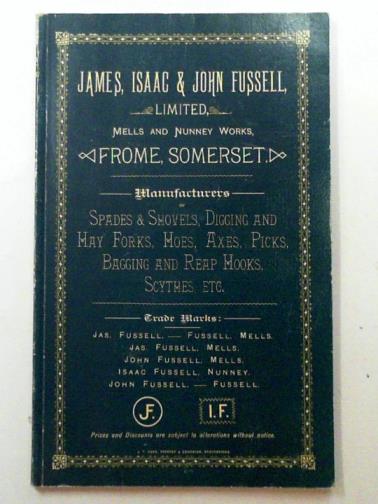 JAMES, ISAAC & JOHN FUSSELL,
LIMITED,
MELLS AND NUNNEY WORKS,
FROME, SOMERSET.
Manufacturers
OF
SPADES & SHOVELS, DIGGING AND
HAY FORKS, HOES, AXES, PICKS,
BAGGING AND REAP HOOKS,
SCYTHES, ETC.
Trade Marks:
JAS. FUSSELL. — FUSSELL. MELLS.
JAS. FUSSELL. MELLS.
JOHN FUSSELL. MELLS.
ISAAC FUSSELL. NUNNEY.
JOHN FUSSELL. — FUSSELL.
JF. I.F.
Prices and Discounts are subject to alterations without notice.